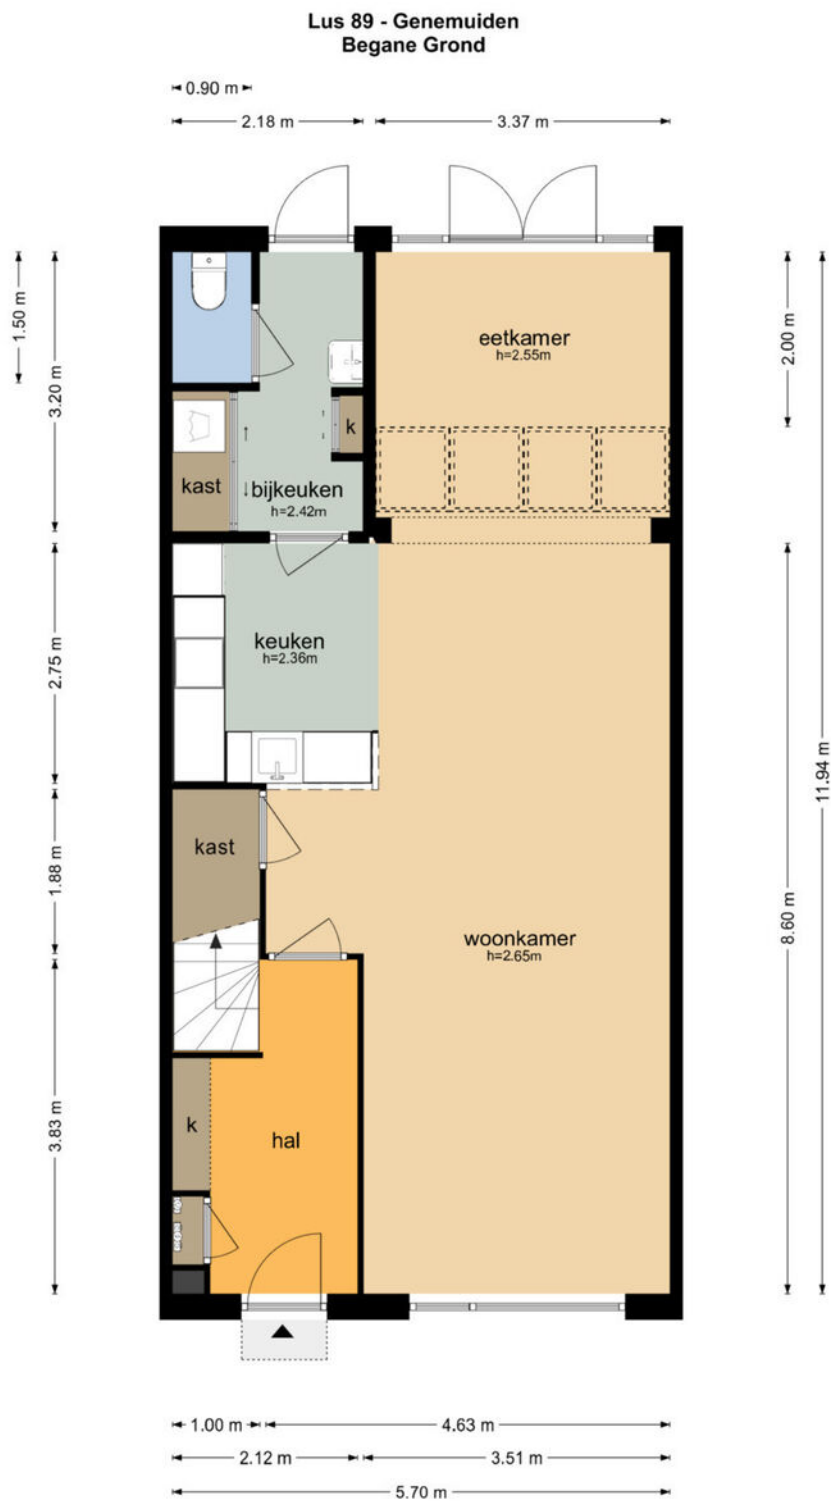 Lus 89 - Genemuiden
Begane Grond
0.90 m
2.18 m
3.37 m
1.50 m
3.20 m
2.00 m
eetkamer
h=2.55m
k
kast
bijkeuken
h=2.42m
keuken
h=2.36m
2.75 m
11.94 m
kast
1.88 m
8.60 m
woonkamer
h=2.65m
3.83 m
k
hal
1.00 m
4.63 m
2.12 m
3.51 m
5.70 m